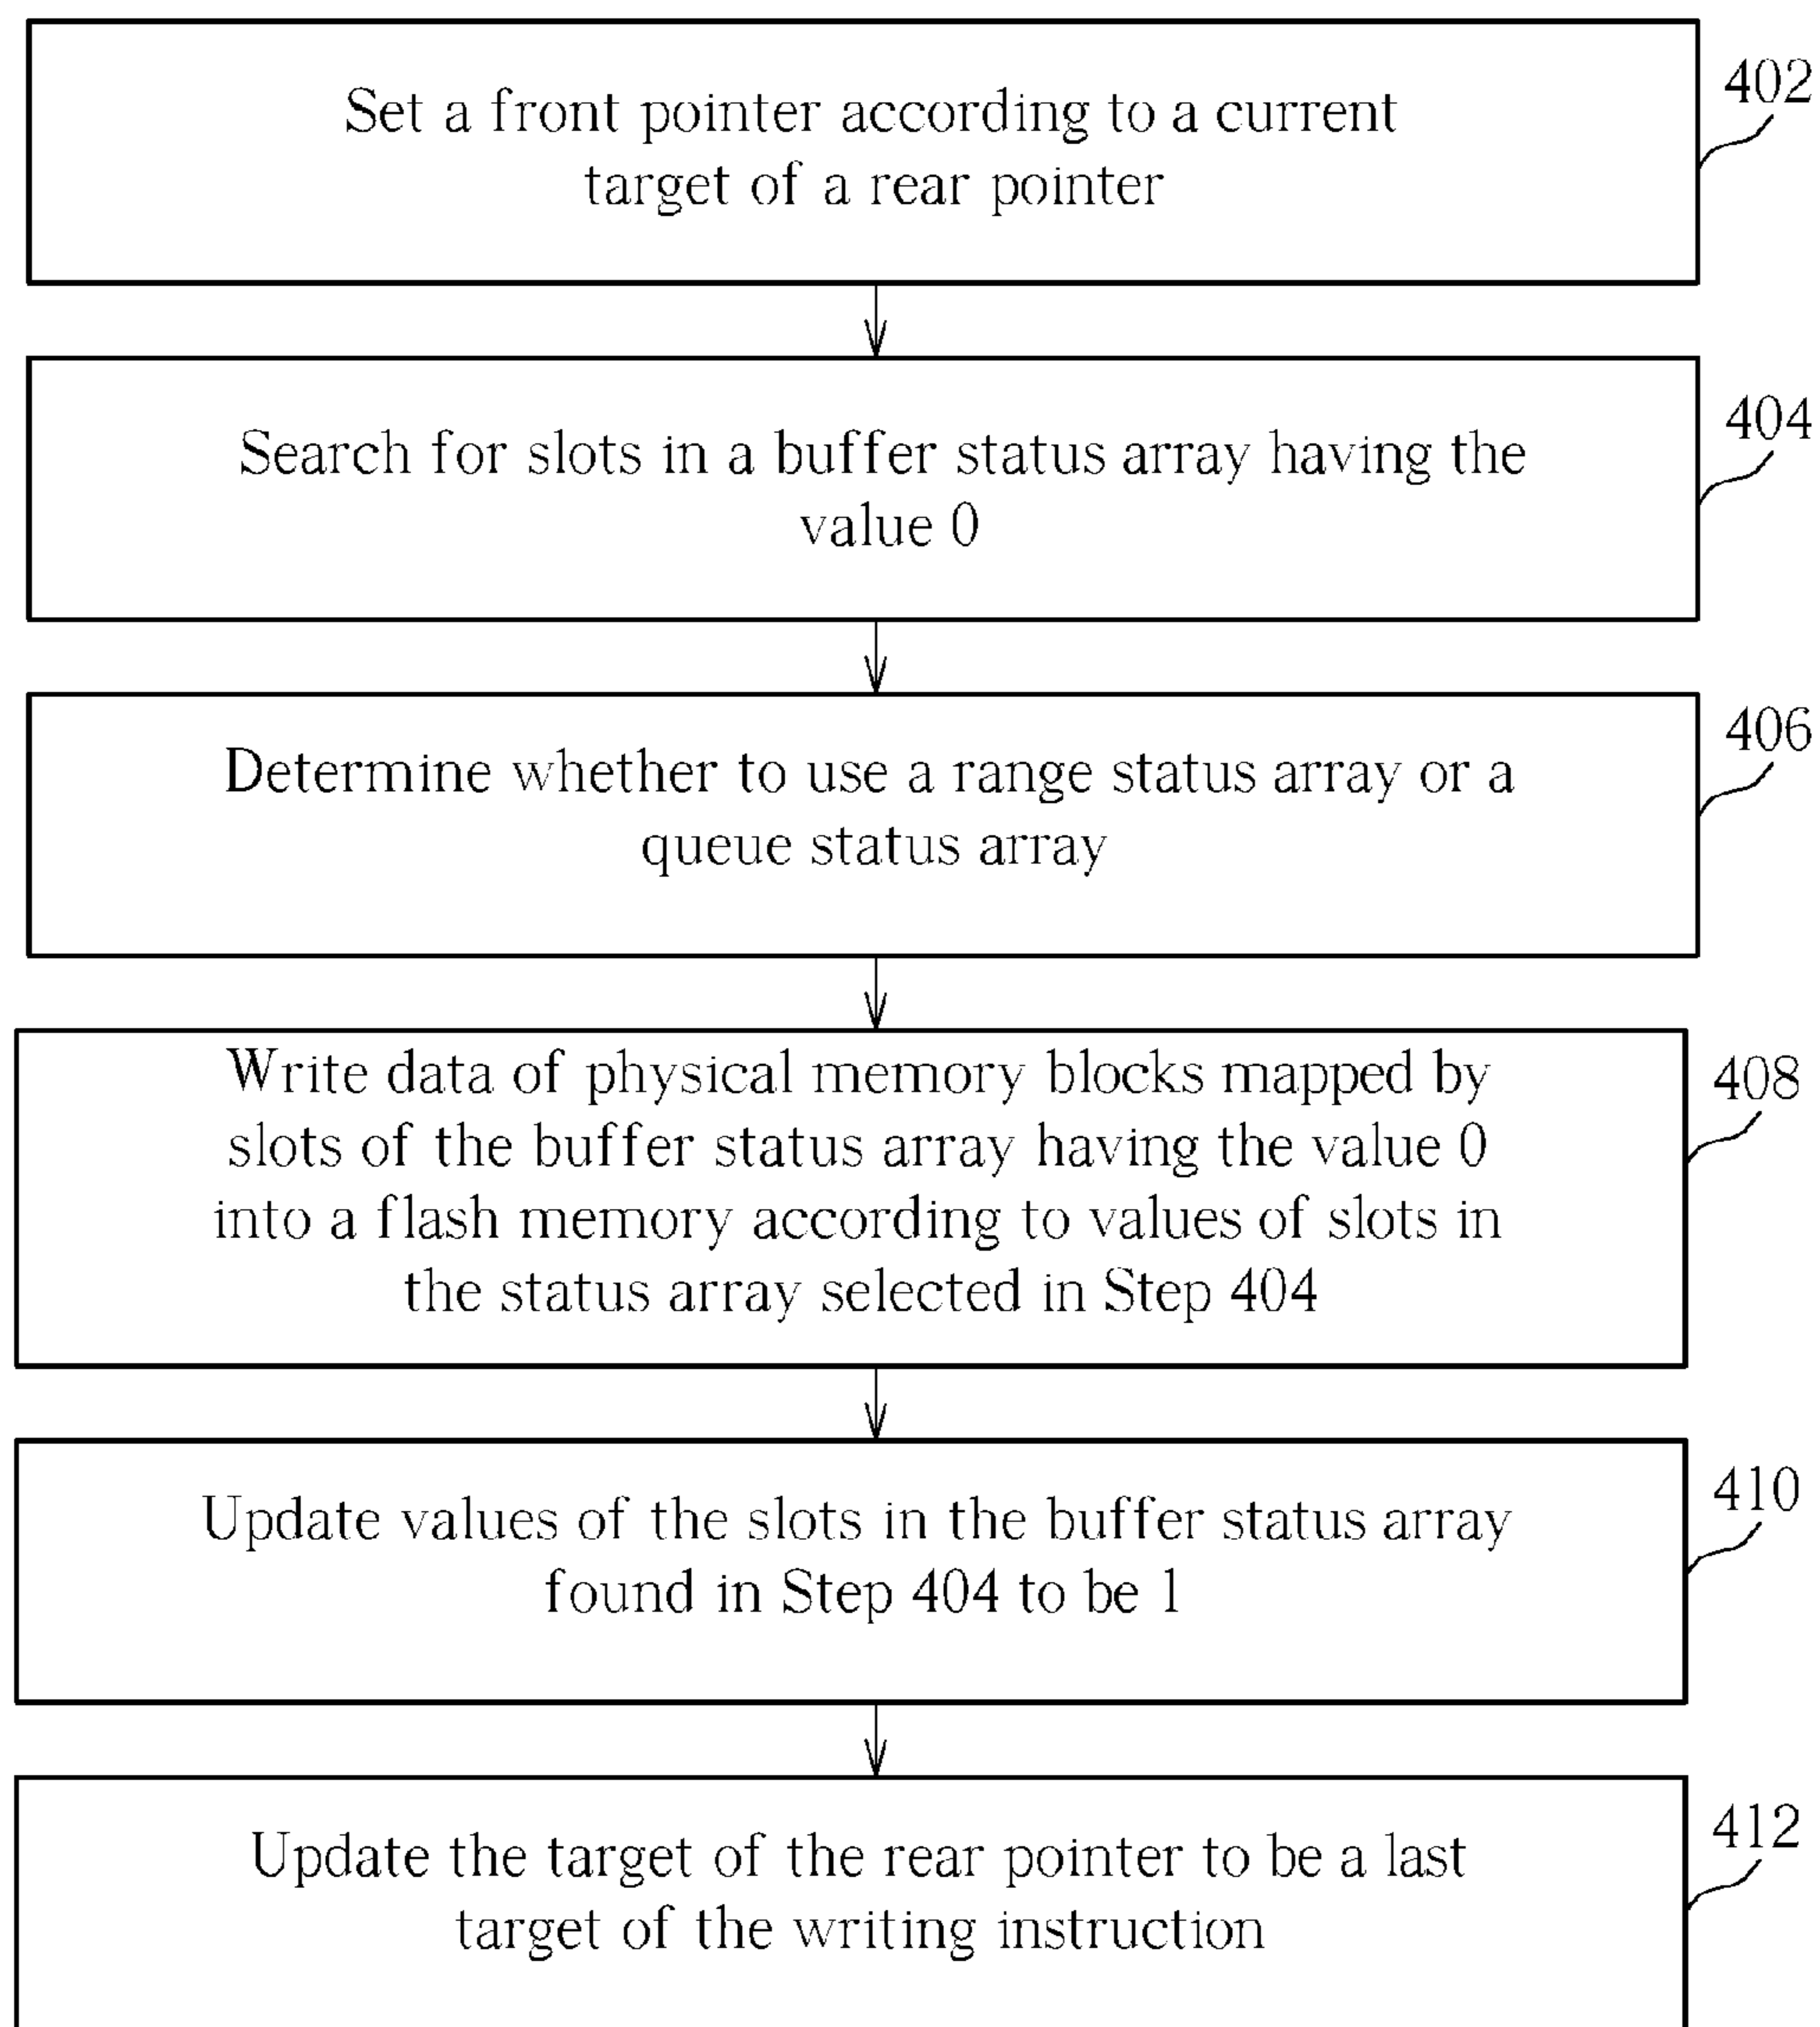 Set a front pointer according to a current
target of a rear pointer
402
Search for slots in a buffer status array having the
value 0
404
Determine whether to use a range status array or a
queue status array
406
Write data of physical memory blocks mapped by
slots of the buffer status array having the value 0
into a flash memory according to values of slots in
the status array selected in Step 404
408
Update values of the slots in the buffer status array
found in Step 404 to be 1
410
Update the target of the rear pointer to be a last
target of the writing instruction
412